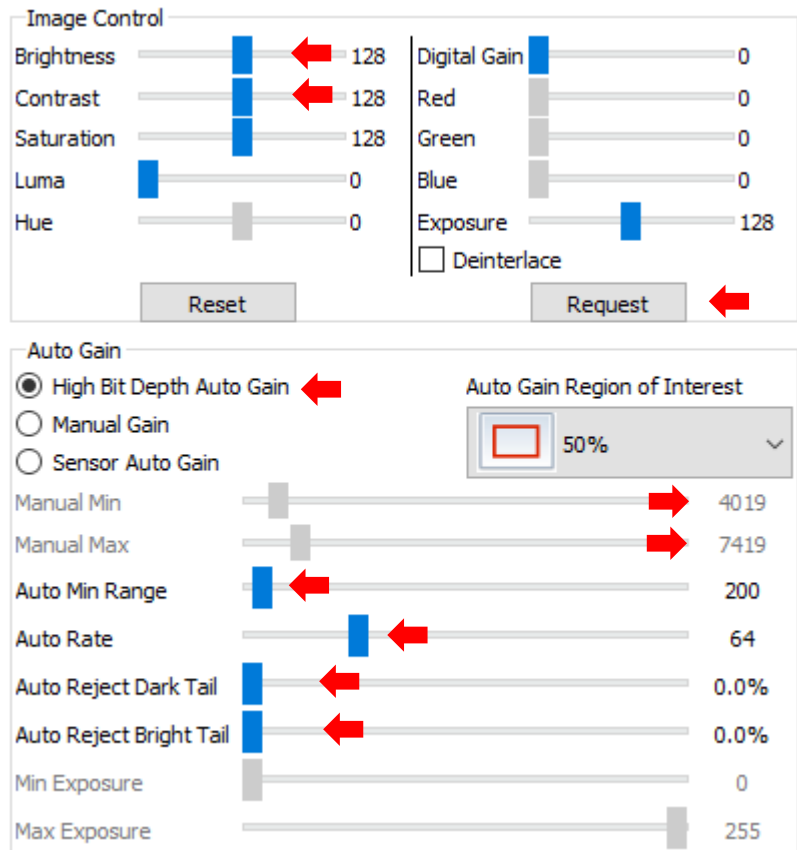 Image Control
Brightness 128 Digital Gain 0
Contrast 128 Red 0
Saturation 128 Green 0
Luma 0 Blue 0
Hue 0 Exposure 128
Deinterlace
Reset Request
Auto Gain
High Bit Depth Auto Gain Auto Gain Region of Interest
Manual Gain 50%
Sensor Auto Gain
Manual Min 4019
Manual Max 7419
Auto Min Range 200
Auto Rate 64
Auto Reject Dark Tail 0.0%
Auto Reject Bright Tail 0.0%
Min Exposure 0
Max Exposure 255